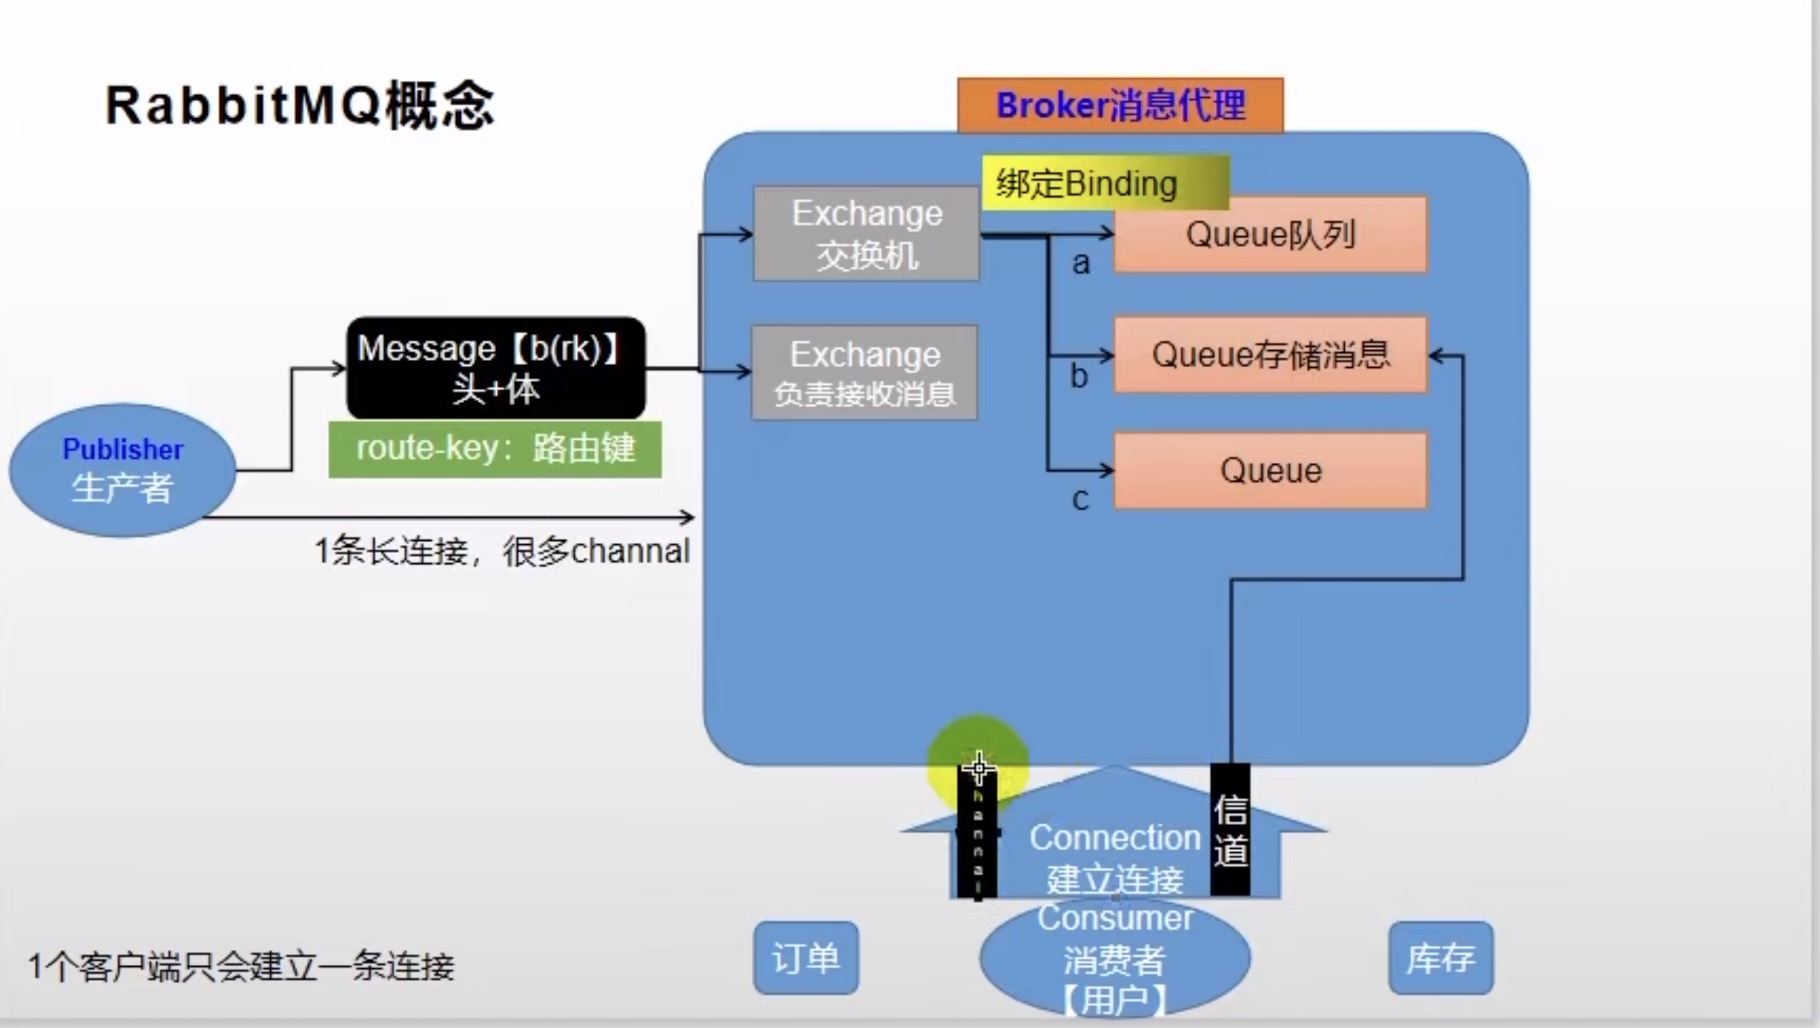 RabbitMQ概念
Broker消息代理
绑定Binding
Exchange
交换机
Queue队列
a
Message【b(rk)】
头+体
Exchange
负责接收消息
Queue存储消息
b
route-key：路由键
Publisher
生产者
Queue
c
1条长连接，很多channal
Connection
建立连接
信
道
Consumer
消费者
【用户】
订单
库存
1个客户端只会建立一条连接